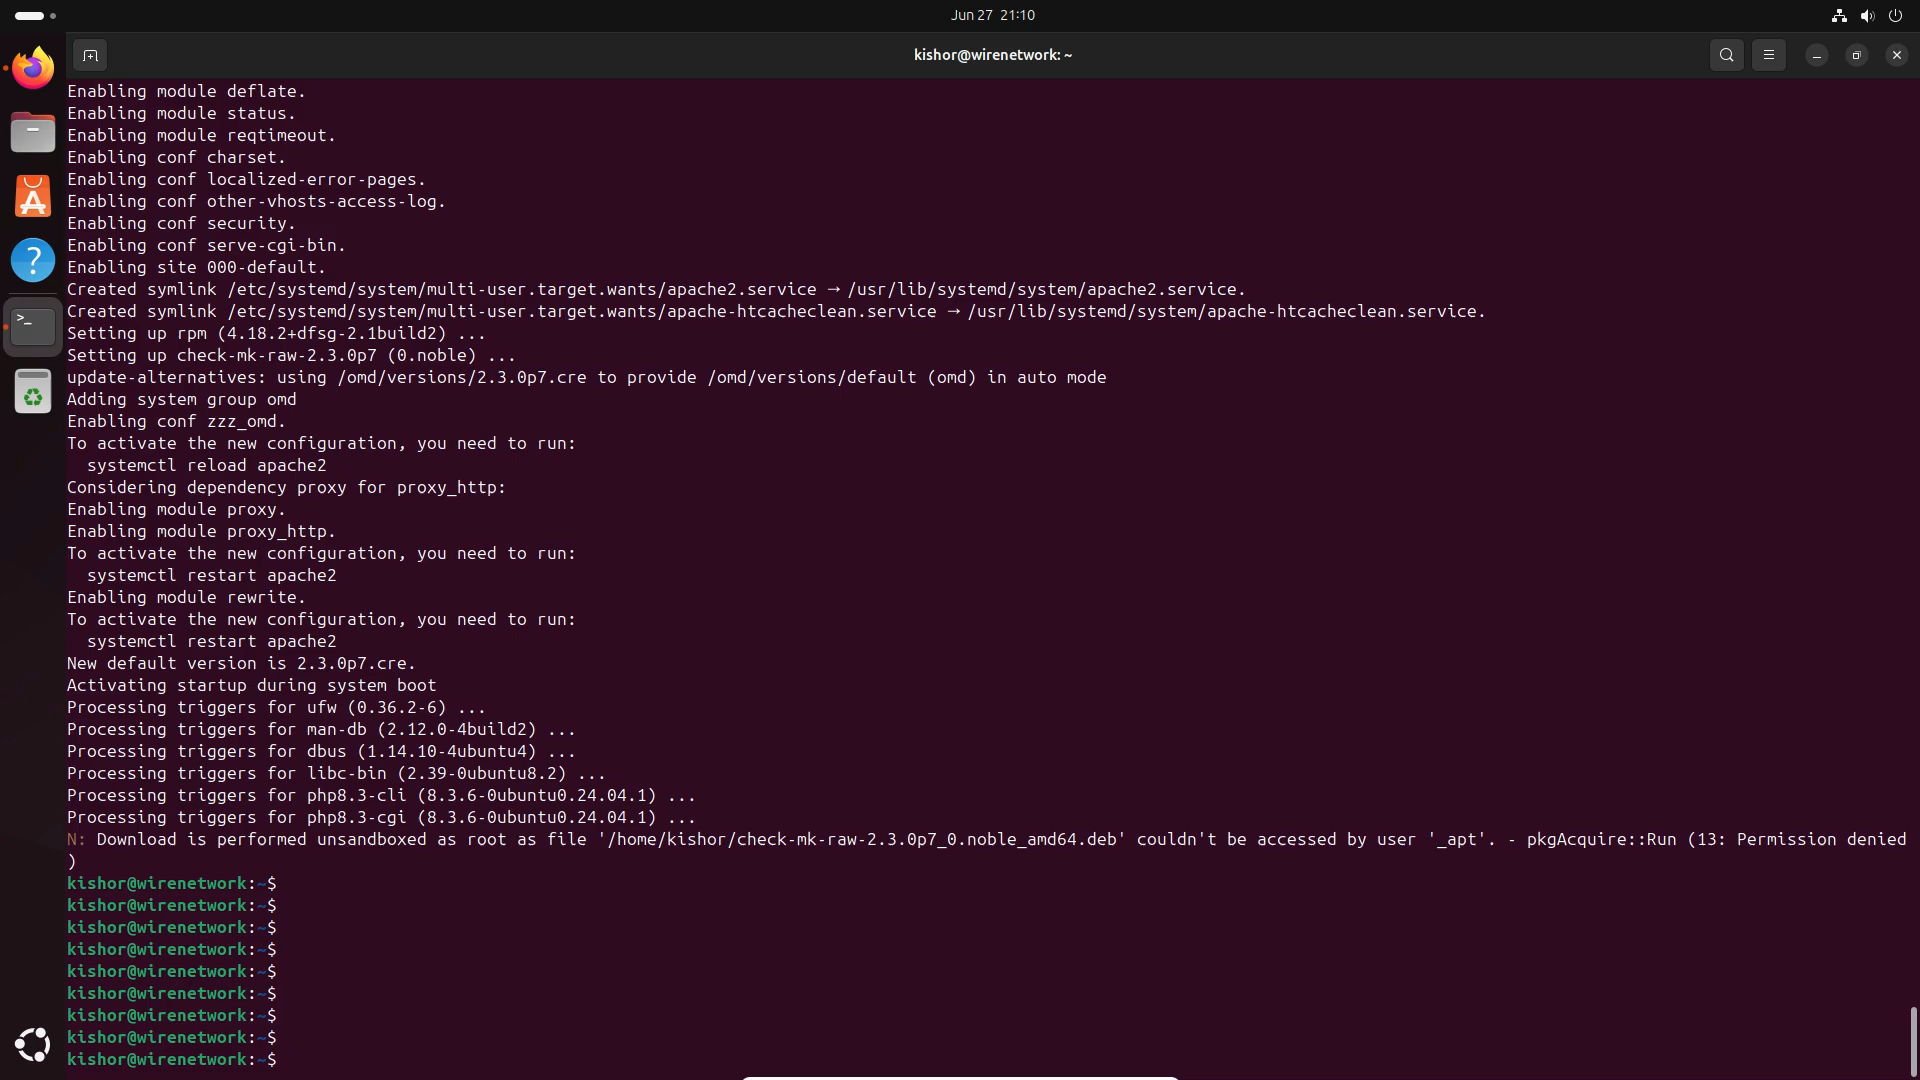 Jun 27 21:10
kishor@wirenetwork: ~
Enabling module deflate.
Enabling module status.
Enabling module reqtimeout.
Enabling conf charset.
Enabling conf localized-error-pages.
Enabling conf other-vhosts-access-log.
Enabling conf security.
Enabling conf serve-cgi-bin.
Enabling site 000-default.
Created symlink /etc/systemd/system/multi-user.target.wants/apache2.service → /usr/lib/systemd/system/apache2.service.
Created symlink /etc/systemd/system/multi-user.target.wants/apache-htcacheclean.service → /usr/lib/systemd/system/apache-htcacheclean.service.
Setting up rpm (4.18.2+dfsg-2.1build2) ...
Setting up check-mk-raw-2.3.0p7 (0.noble) ...
update-alternatives: using /omd/versions/2.3.0p7.cre to provide /omd/versions/default (omd) in auto mode
Adding system group omd
Enabling conf zzz_omd.
To activate the new configuration, you need to run:
  systemctl reload apache2
Considering dependency proxy for proxy_http:
Enabling module proxy.
Enabling module proxy_http.
To activate the new configuration, you need to run:
  systemctl restart apache2
Enabling module rewrite.
To activate the new configuration, you need to run:
  systemctl restart apache2
New default version is 2.3.0p7.cre.
Activating startup during system boot
Processing triggers for ufw (0.36.2-6) ...
Processing triggers for man-db (2.12.0-4build2) ...
Processing triggers for dbus (1.14.10-4ubuntu4) ...
Processing triggers for libc-bin (2.39-0ubuntu8.2) ...
Processing triggers for php8.3-cli (8.3.6-0ubuntu0.24.04.1) ...
Processing triggers for php8.3-cgi (8.3.6-0ubuntu0.24.04.1) ...
N: Download is performed unsandboxed as root as file '/home/kishor/check-mk-raw-2.3.0p7_0.noble_amd64.deb' couldn't be accessed by user '_apt'. - pkgAcquire::Run (13: Permission denied
)
kishor@wirenetwork:~$
kishor@wirenetwork:~$
kishor@wirenetwork:~$
kishor@wirenetwork:~$
kishor@wirenetwork:~$
kishor@wirenetwork:~$
kishor@wirenetwork:~$
kishor@wirenetwork:~$
kishor@wirenetwork:~$